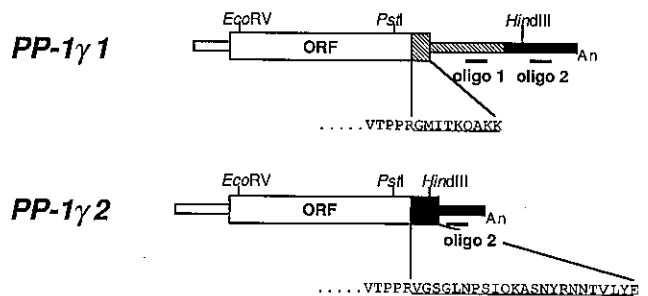 EcoRV PstI HindIII
PP-1γ1 ORF An
oligo 1 oligo 2
.....VTPPRGMITKQAKK
EcoRV PstI HindIII
PP-1γ2 ORF An
oligo 2
.....VTPPRVGSGLNPSIQKASNYRNNTVLYE